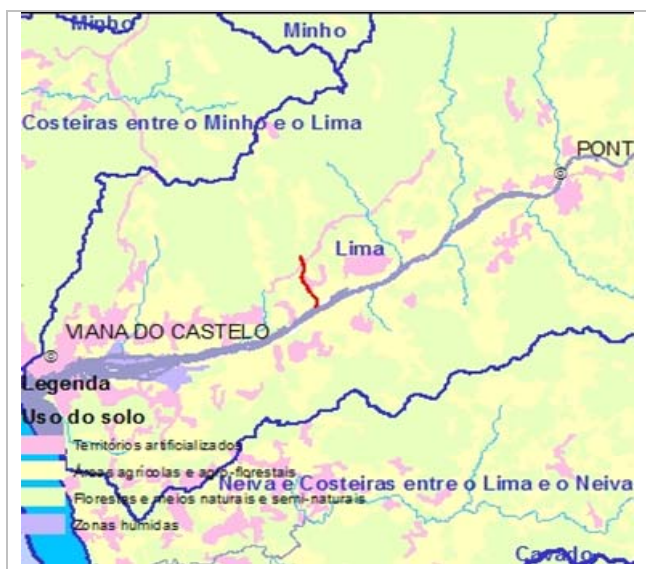 Minho
Minho
Costeiras entre o Minho e o Lima
PONT
Lima
VIANA DO CASTELO
Legenda
Uso do solo
Territórios artificializados
Áreas agrícolas e agro-florestais
Neiva e Costeiras entre o Lima e o Neiva
Florestas e meios naturais e semi-naturais
Zonas húmidas
Cavado